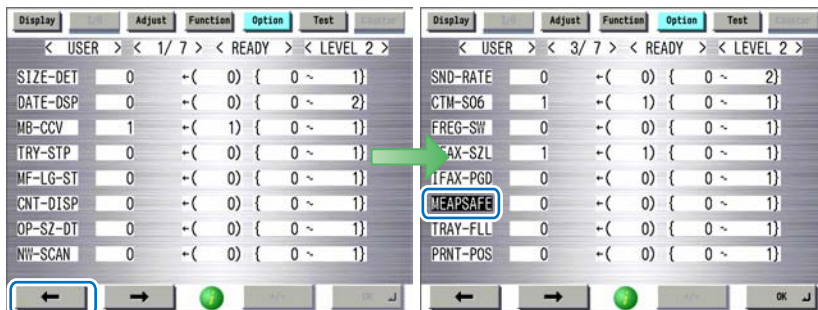 Display I/O Adjust Function Option Test Counter
< USER > < 1/ 7 > < READY > < LEVEL 2 >
SIZE-DET 0 ←( 0) { 0 ~ 1}
DATE-DSP 0 ←( 0) { 0 ~ 2}
MB-CCV 1 ←( 1) { 0 ~ 1}
TRY-STP 0 ←( 0) { 0 ~ 1}
MF-LG-ST 0 ←( 0) { 0 ~ 1}
CNT-DISP 0 ←( 0) { 0 ~ 1}
OP-SZ-DT 0 ←( 0) { 0 ~ 1}
NW-SCAN 0 ←( 0) { 0 ~ 1}
← → i +/- OK
Display I/O Adjust Function Option Test Counter
< USER > < 3/ 7 > < READY > < LEVEL 2 >
SND-RATE 0 ←( 0) { 0 ~ 2}
CTM-S06 1 ←( 1) { 0 ~ 1}
FREG-SW 0 ←( 0) { 0 ~ 1}
FAX-SZL 1 ←( 1) { 0 ~ 1}
IFAX-PGD 0 ←( 0) { 0 ~ 1}
MEAPSAFE 0 ←( 0) { 0 ~ 1}
TRAY-FLL 0 ←( 0) { 0 ~ 1}
PRNT-POS 0 ←( 0) { 0 ~ 1}
← → i +/- OK